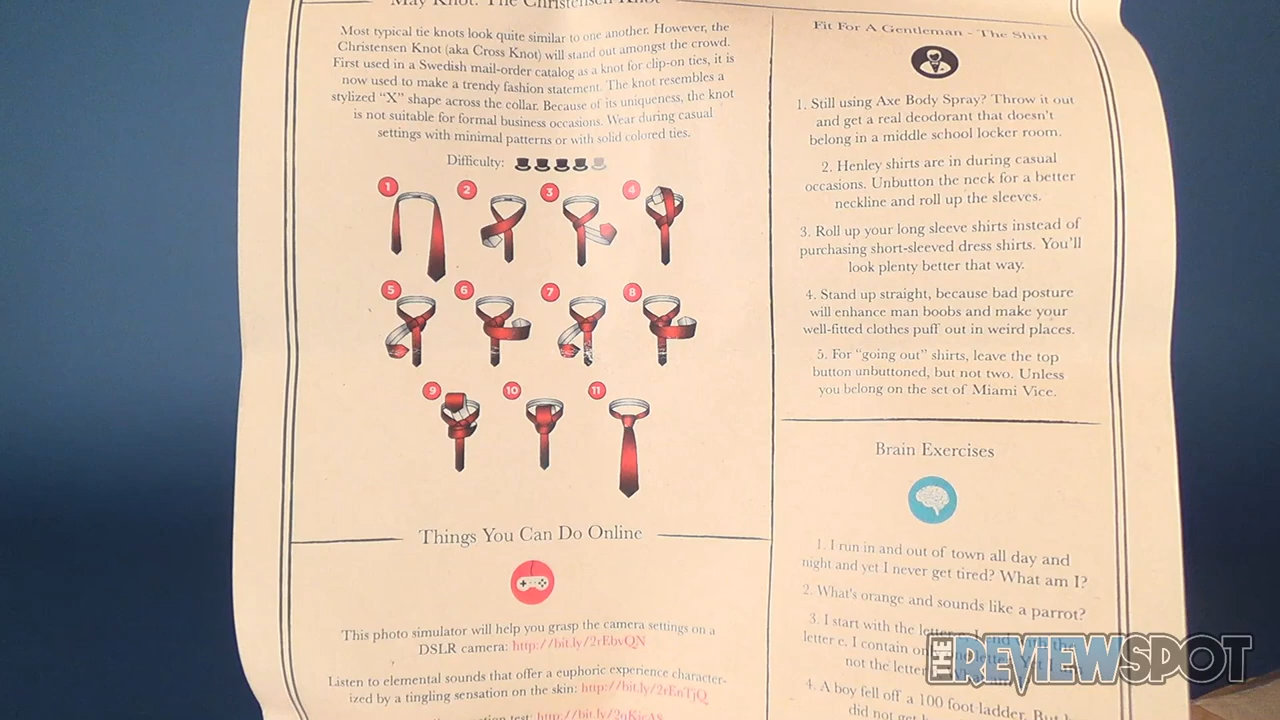 May Knot: The Christensen Knot
Most typical tie knots look quite similar to one another. However, the
Christensen Knot (aka Cross Knot) will stand out amongst the crowd.
First used in a Swedish mail-order catalog as a knot for clip-on ties, it is
now used to make a trendy fashion statement. The knot resembles a
stylized “X” shape across the collar. Because of its uniqueness, the knot
is not suitable for formal business occasions. Wear during casual
settings with minimal patterns or with solid colored ties.
Difficulty:
1 2 3 4
5 6 7 8
9 10 11
Things You Can Do Online
This photo simulator will help you grasp the camera settings on a
DSLR camera: http://bit.ly/2rEbvQN
Listen to elemental sounds that offer a euphoric experience character-
ized by a tingling sensation on the skin: http://bit.ly/2rEnTjQ
test: http://bit.ly/
Fit For A Gentleman - The Shirt
1. Still using Axe Body Spray? Throw it out
and get a real deodorant that doesn’t
belong in a middle school locker room.
2. Henley shirts are in during casual
occasions. Unbutton the neck for a better
neckline and roll up the sleeves.
3. Roll up your long sleeve shirts instead of
purchasing short-sleeved dress shirts. You’ll
look plenty better that way.
4. Stand up straight, because bad posture
will enhance man boobs and make your
well-fitted clothes puff out in weird places.
5. For “going out” shirts, leave the top
button unbuttoned, but not two. Unless
you belong on the set of Miami Vice.
Brain Exercises
1. I run in and out of town all day and
night and yet I never get tired? What am I?
2. What's orange and sounds like a parrot?
3. I start with the letter
letter e. I contain
not the letter
4. A boy fell off a 100 foot ladder. But
did not get
THE REVIEWSPOT